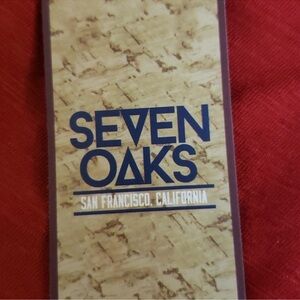 SEVEN
OAKS
SAN FRANCISCO, CALIFORNIA